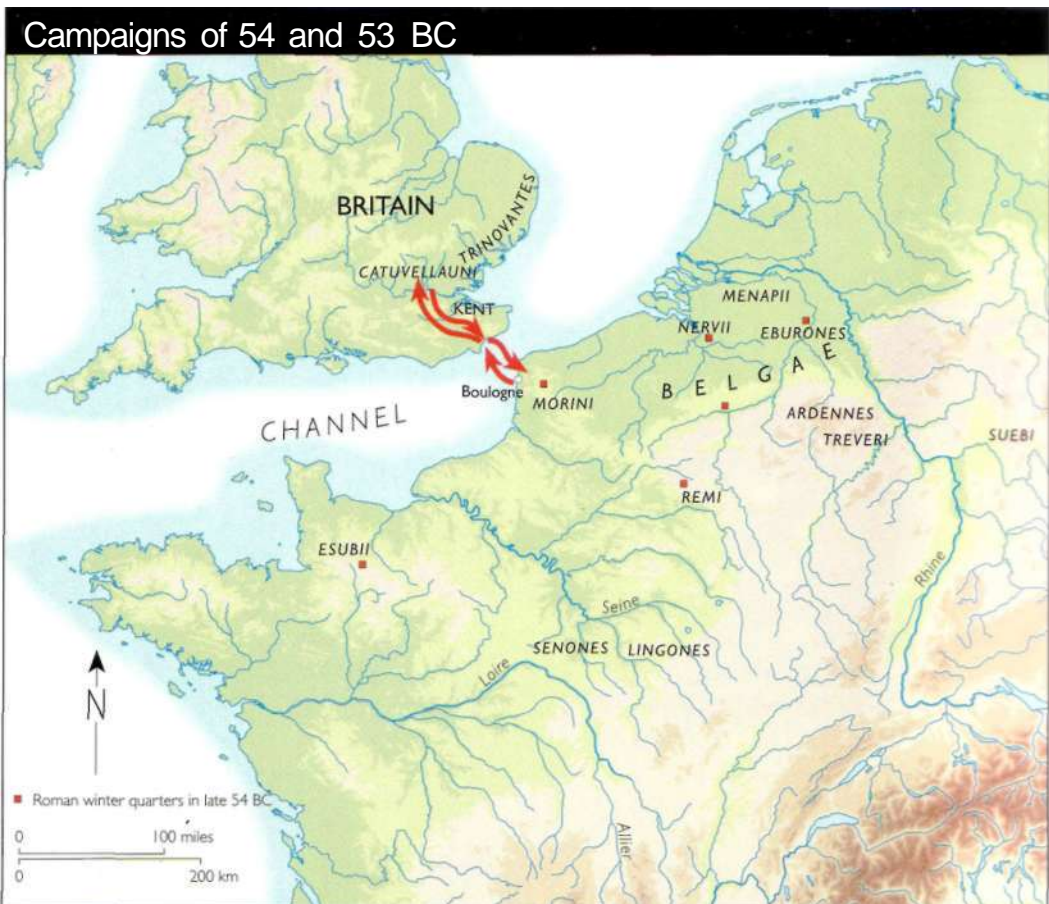 Campaigns of 54 and 53 BC
BRITAIN
TRINOVANTES
CATUVELLAUNI
KENT
MENAPII
NERVII
EBURONES
BELGAE
Boulogne
MORINI
ARDENNES
TREVERI
SUEBI
CHANNEL
REMI
ESUBII
Rhine
Seine
SENONES
LINGONES
Loire
N
Roman winter quarters in late 54 BC
0 100 miles
0 200 km
Allier